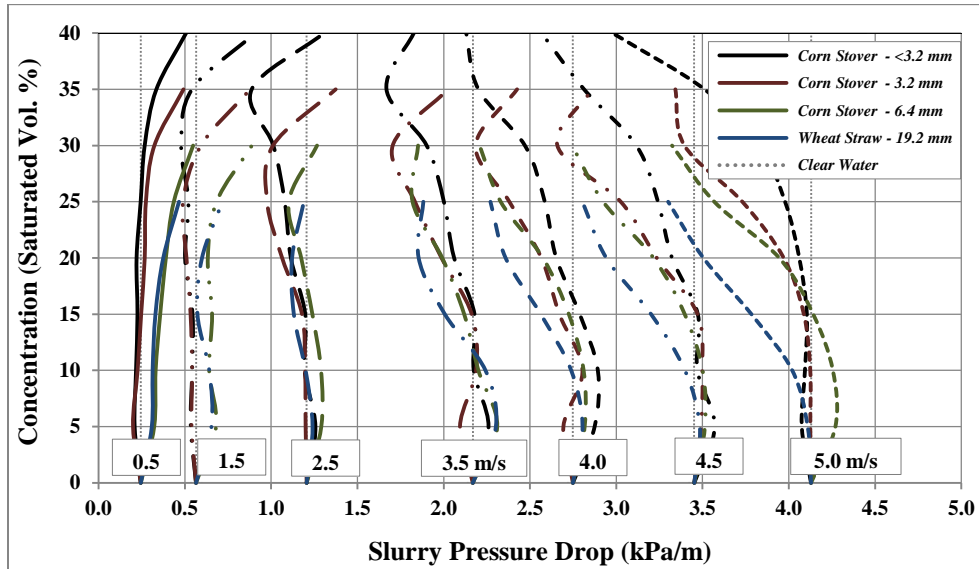 Concentration (Saturated Vol. %)
40
35
30
25
20
15
10
5
0
Corn Stover - <3.2 mm
Corn Stover - 3.2 mm
Corn Stover - 6.4 mm
Wheat Straw - 19.2 mm
Clear Water
0.5
1.5
2.5
3.5 m/s
4.0
4.5
5.0 m/s
0.0 0.5 1.0 1.5 2.0 2.5 3.0 3.5 4.0 4.5 5.0
Slurry Pressure Drop (kPa/m)